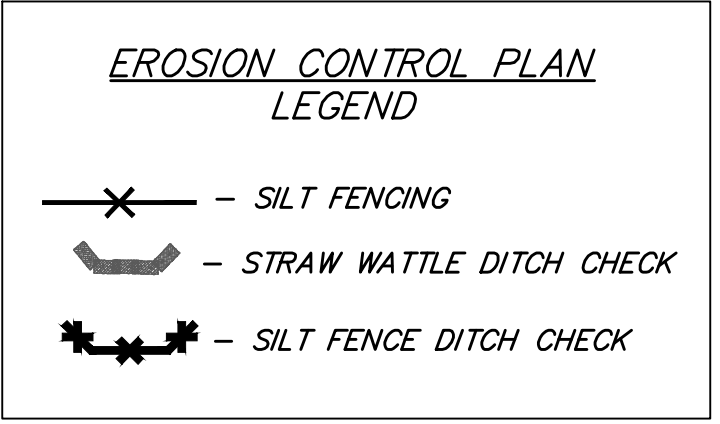 EROSION CONTROL PLAN
LEGEND
- SILT FENCING
- STRAW WATTLE DITCH CHECK
- SILT FENCE DITCH CHECK